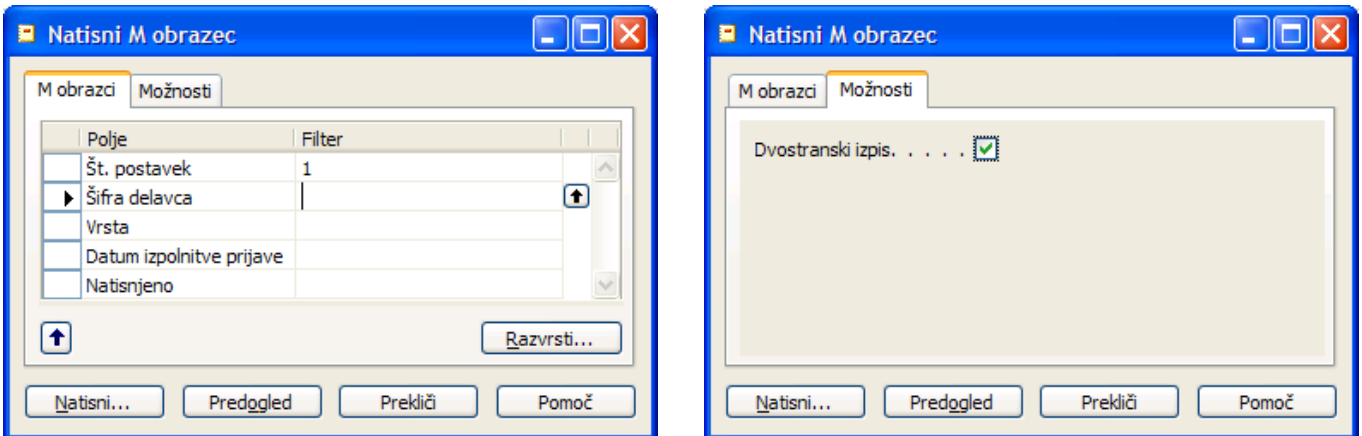 Natisni M obrazec
M obrazci Možnosti
Polje Filter
Št. postavek 1
Šifra delavca
Vrsta
Datum izpolnitve prijave
Natisnjeno
Razvrsti...
Natisni... Predogled Prekliči Pomoč
Natisni M obrazec
M obrazci Možnosti
Dvostranski izpis. . . . . .
Natisni... Predogled Prekliči Pomoč